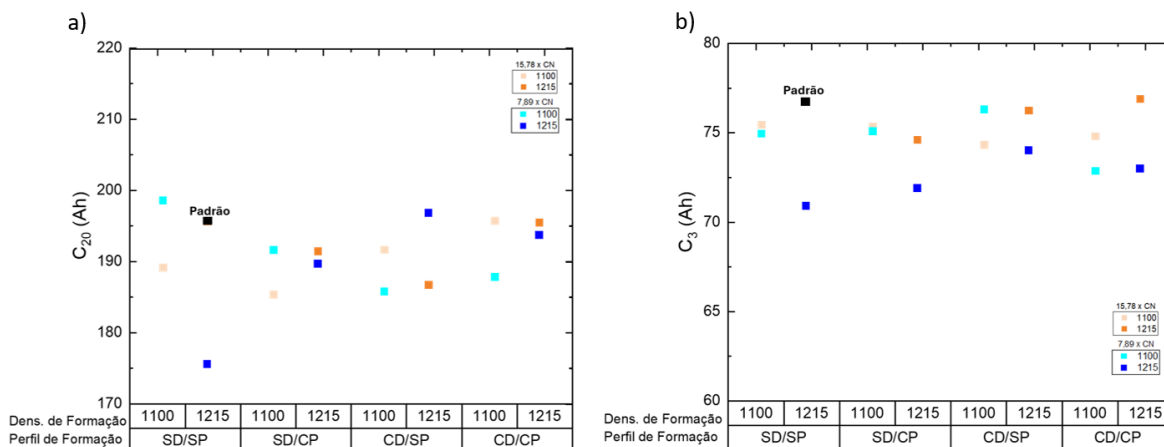 a)
220
210
200
190
180
170
C20 (Ah)
15,78 x CN
1100
1215
7,89 x CN
1100
1215
Padrão
Dens. de Formação 1100 1215 1100 1215 1100 1215 1100 1215
Perfil de Formação SD/SP SD/CP CD/SP CD/CP
b)
80
75
70
65
60
C3 (Ah)
Padrão
15,78 x CN
1100
1215
7,89 x CN
1100
1215
Dens. de Formação 1100 1215 1100 1215 1100 1215 1100 1215
Perfil de Formação SD/SP SD/CP CD/SP CD/CP